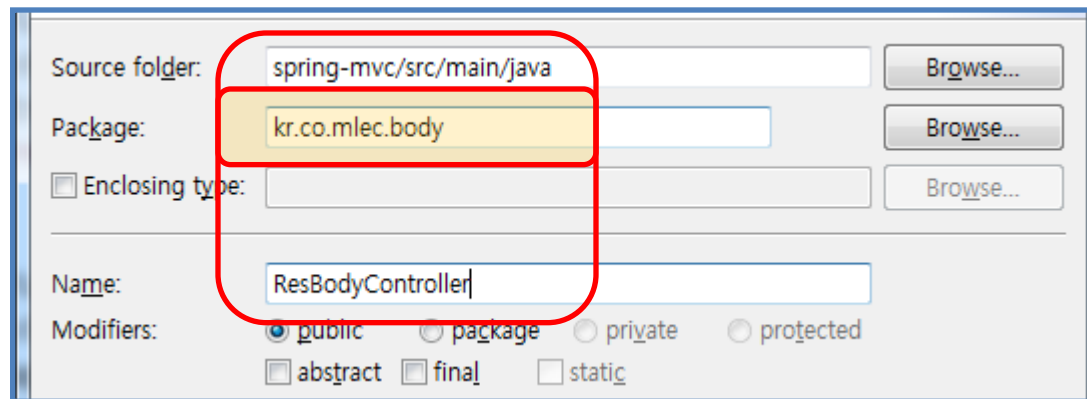 Source folder: spring-mvc/src/main/java Browse...
Package: kr.co.mlec.body Browse...
Enclosing type: Browse...
Name: ResBodyController
Modifiers: public package private protected
abstract final static